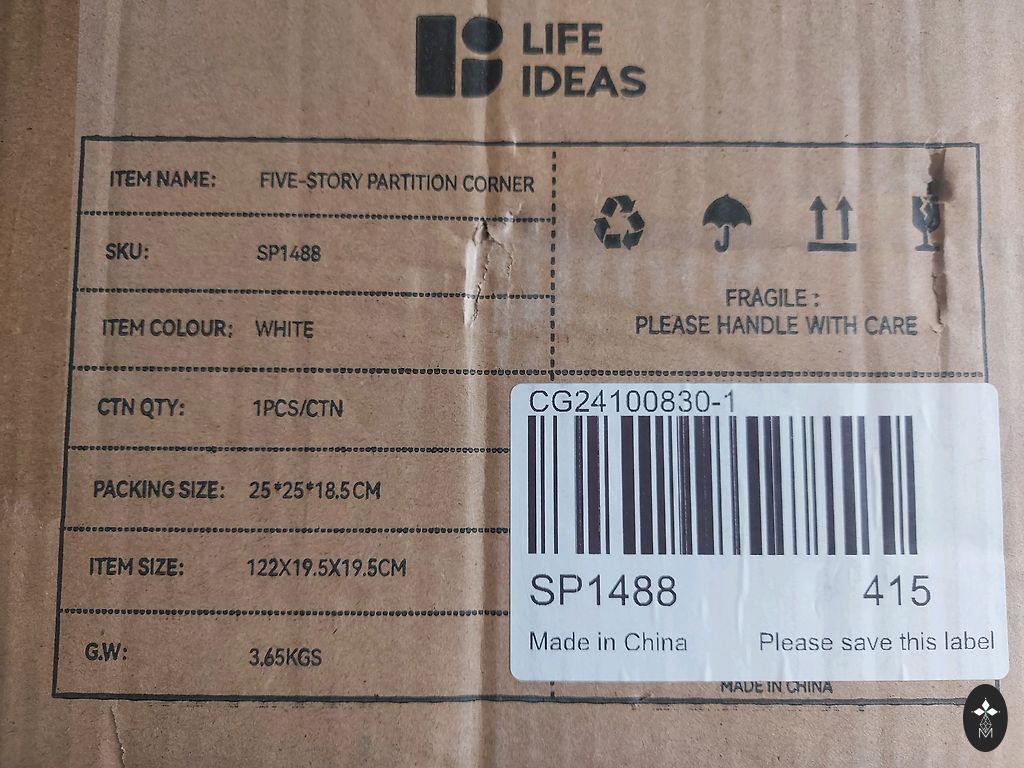 LIFE
IDEAS
ITEM NAME: FIVE-STORY PARTITION CORNER
SKU: SP1488
ITEM COLOUR: WHITE
CTN QTY: 1PCS/CTN
PACKING SIZE: 25*25*18.5CM
ITEM SIZE: 122X19.5X19.5CM
G.W: 3.65KGS
FRAGILE :
PLEASE HANDLE WITH CARE
CG24100830-1
SP1488 415
Made in China Please save this label
MADE IN CHINA
M